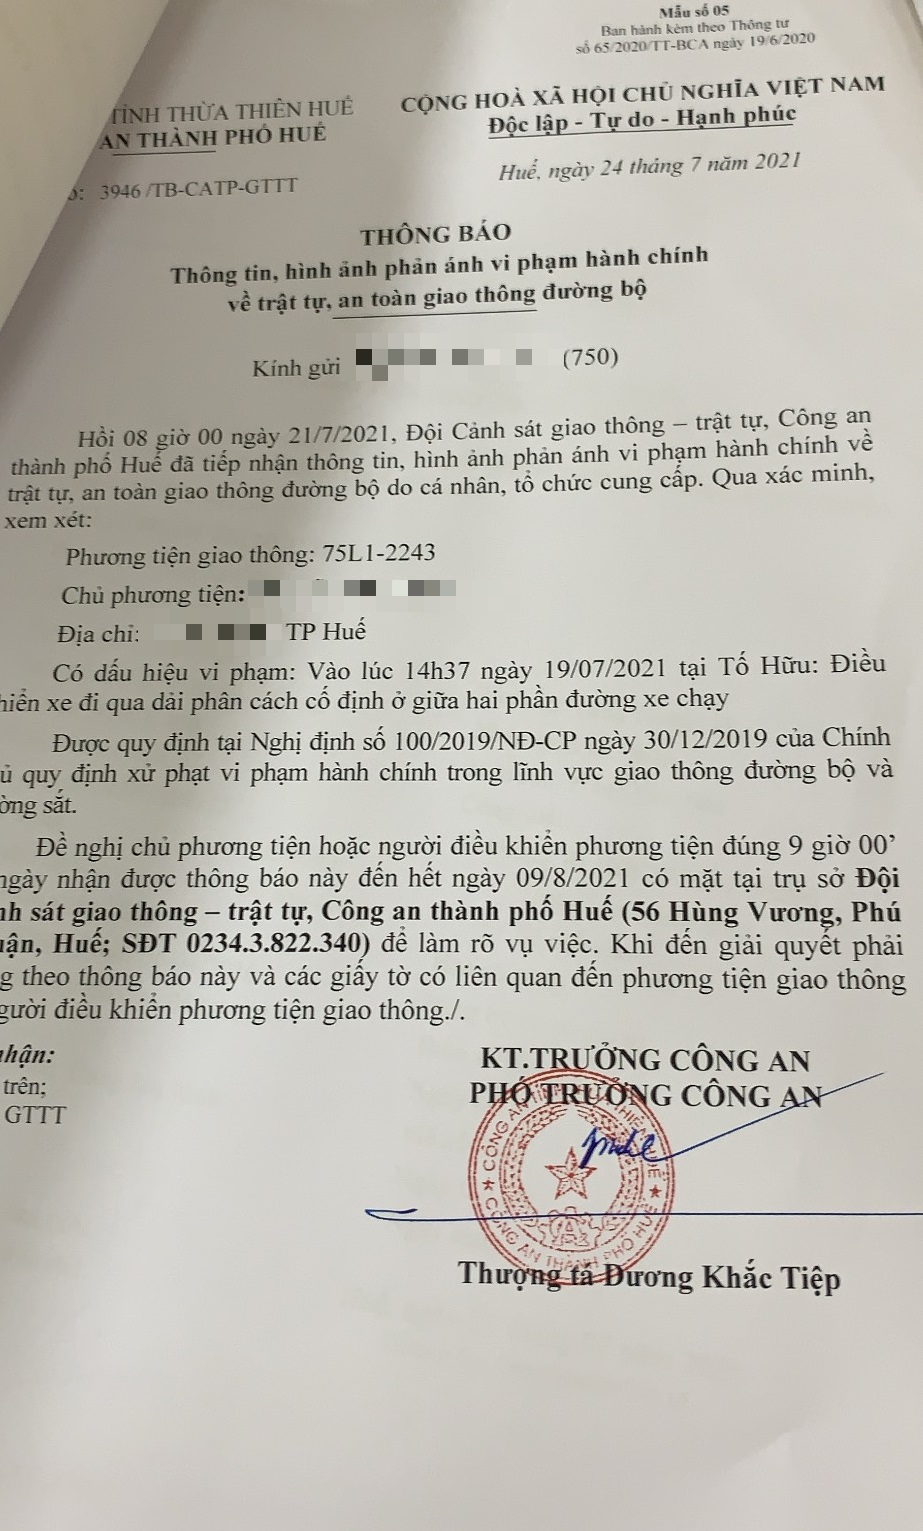 Mẫu số 05
Ban hành kèm theo Thông tư
số 65/2020/TT-BCA ngày 19/6/2020
TỈNH THỪA THIÊN HUẾ
AN THÀNH PHỐ HUẾ
CỘNG HOÀ XÃ HỘI CHỦ NGHĨA VIỆT NAM
Độc lập - Tự do - Hạnh phúc
3946 /TB-CATP-GTTT
Huế, ngày 24 tháng 7 năm 2021
THÔNG BÁO
Thông tin, hình ảnh phản ánh vi phạm hành chính
về trật tự, an toàn giao thông đường bộ
Kính gửi (750)
Hồi 08 giờ 00 ngày 21/7/2021, Đội Cảnh sát giao thông – trật tự, Công an
thành phố Huế đã tiếp nhận thông tin, hình ảnh phản ánh vi phạm hành chính về
trật tự, an toàn giao thông đường bộ do cá nhân, tổ chức cung cấp. Qua xác minh,
xem xét:
Phương tiện giao thông: 75L1-2243
Chủ phương tiện:
Địa chỉ: TP Huế
Có dấu hiệu vi phạm: Vào lúc 14h37 ngày 19/07/2021 tại Tố Hữu: Điều
hiển xe đi qua dải phân cách cố định ở giữa hai phần đường xe chạy
Được quy định tại Nghị định số 100/2019/NĐ-CP ngày 30/12/2019 của Chính
ủ quy định xử phạt vi phạm hành chính trong lĩnh vực giao thông đường bộ và
ờng sắt.
Đề nghị chủ phương tiện hoặc người điều khiển phương tiện đúng 9 giờ 00’
ngày nhận được thông báo này đến hết ngày 09/8/2021 có mặt tại trụ sở Đội
nh sát giao thông – trật tự, Công an thành phố Huế (56 Hùng Vương, Phú
uận, Huế; SĐT 0234.3.822.340) để làm rõ vụ việc. Khi đến giải quyết phải
g theo thông báo này và các giấy tờ có liên quan đến phương tiện giao thông
gười điều khiển phương tiện giao thông./.
nhận:
trên;
GTTT
KT.TRƯỞNG CÔNG AN
PHÓ TRƯỞNG CÔNG AN
CÔNG AN TỈNH THỪA THIÊN HUẾ
CÔNG AN THÀNH PHỐ HUẾ
Thượng tá Dương Khắc Tiệp